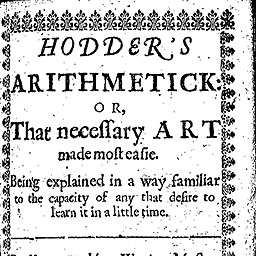 HODDER'S
ARITHMETICK:
OR,
That neceſſary ART
made moſt eaſie.
Being explained in a way familiar
to the capacity of any that deſire to
learn it in a little time.